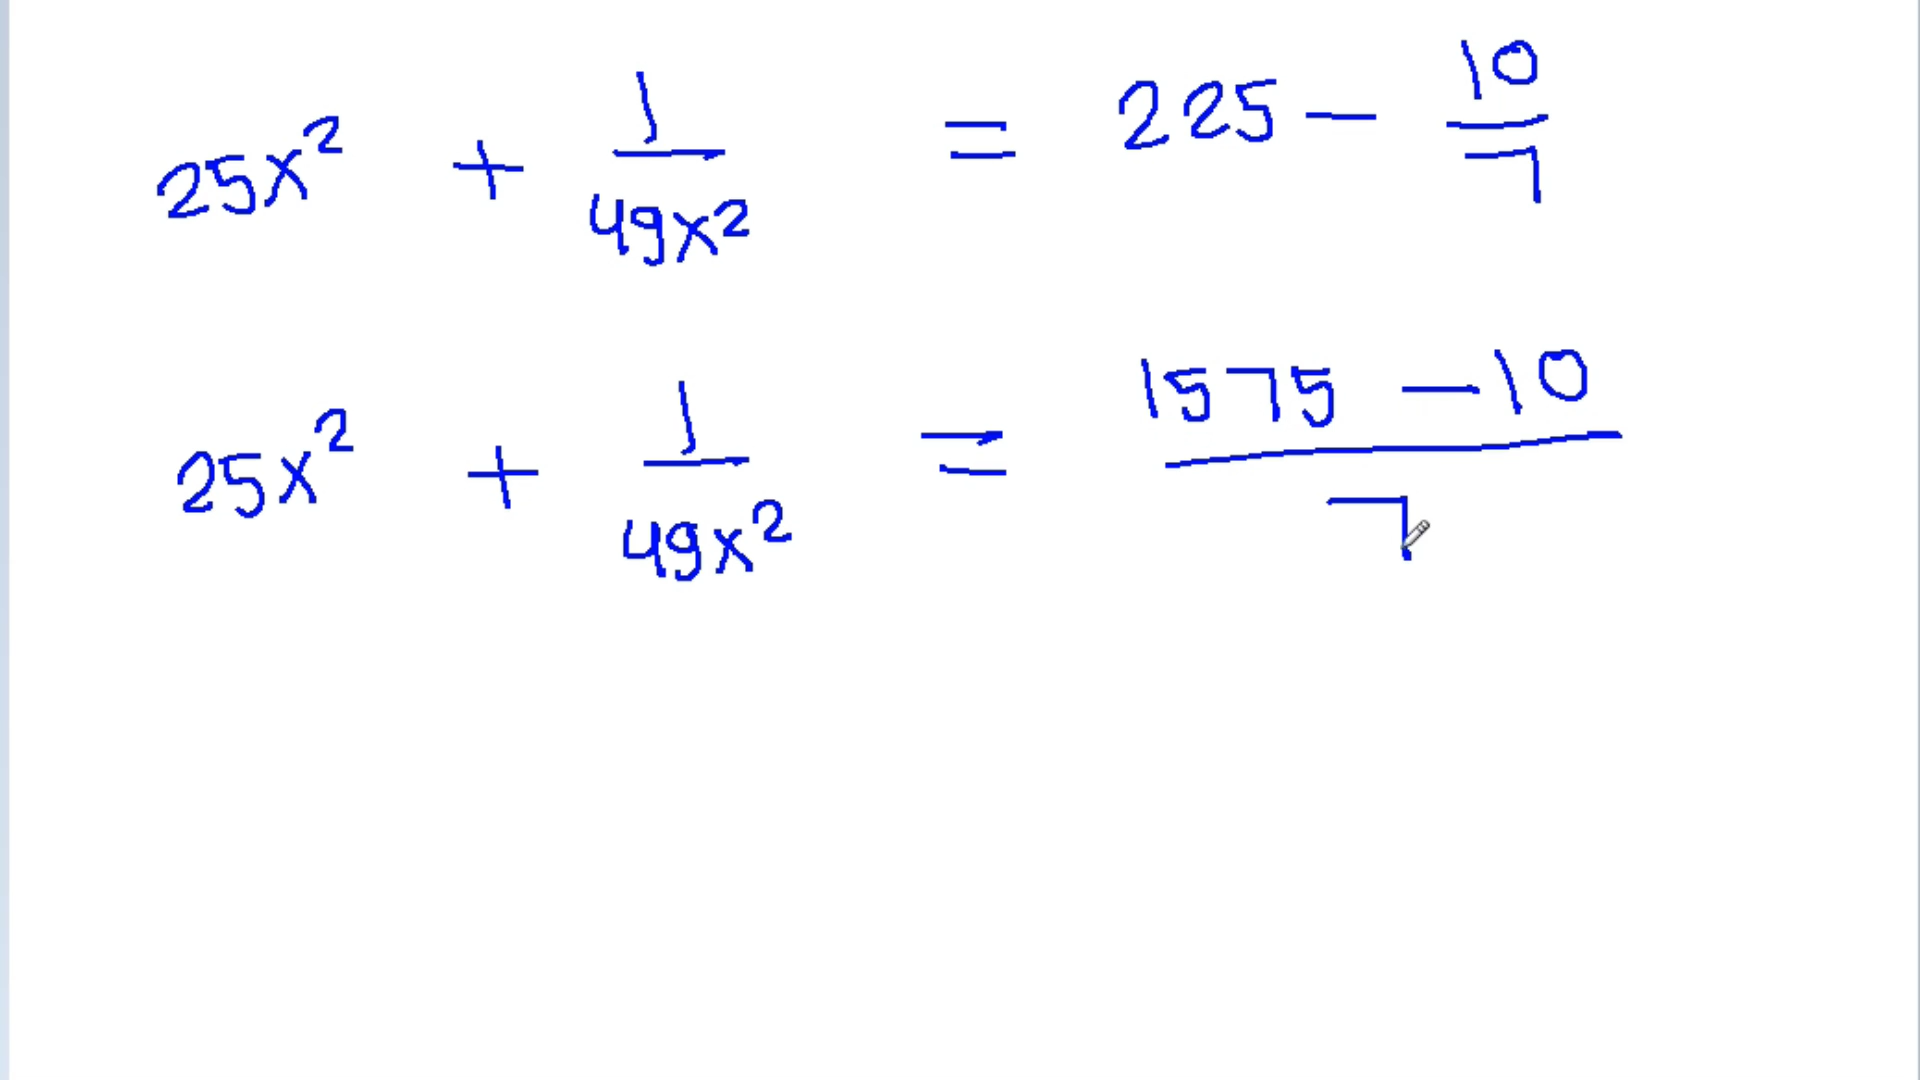 25x² + 1/49x² = 225 - 10/7
25x² + 1/49x² = 1575 - 10/7